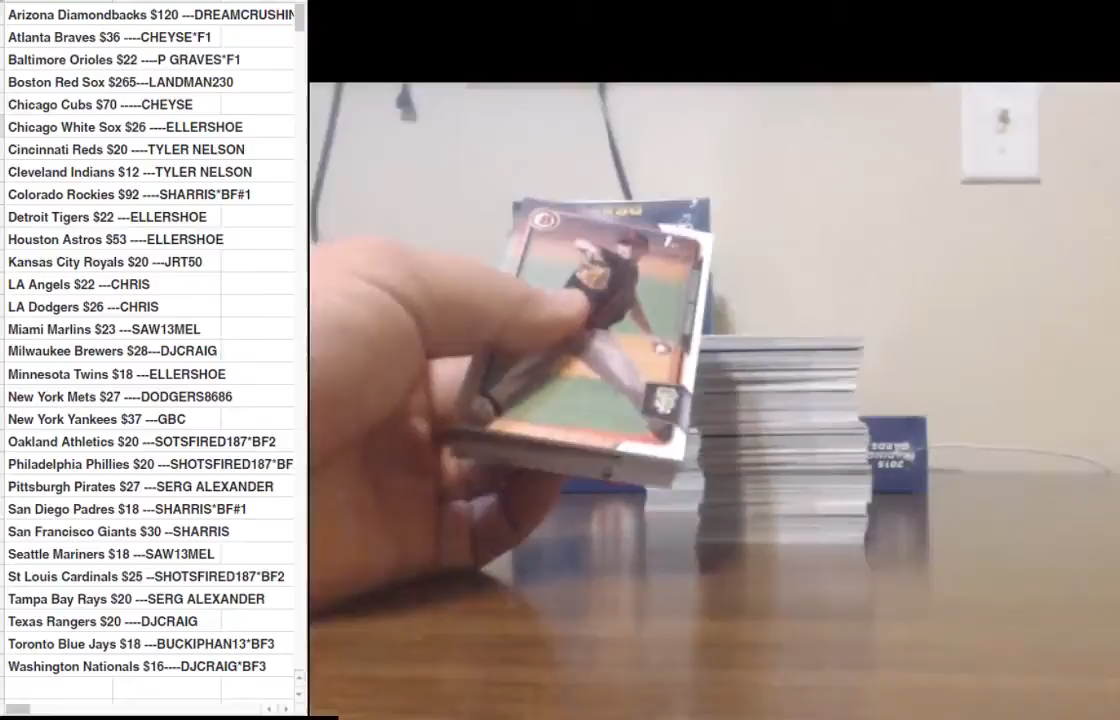 Arizona Diamondbacks $120 ---DREAMCRUSHIN
Atlanta Braves $36 ----CHEYSE*F1
Baltimore Orioles $22 ----P GRAVES*F1
Boston Red Sox $265---LANDMAN230
Chicago Cubs $70 -----CHEYSE
Chicago White Sox $26 ----ELLERSHOE
Cincinnati Reds $20 ----TYLER NELSON
Cleveland Indians $12 ---TYLER NELSON
Colorado Rockies $92 ----SHARRIS*BF#1
Detroit Tigers $22 ---ELLERSHOE
Houston Astros $53 ----ELLERSHOE
Kansas City Royals $20 ---JRT50
LA Angels $22 ---CHRIS
LA Dodgers $26 ---CHRIS
Miami Marlins $23 ---SAW13MEL
Milwaukee Brewers $28---DJCRAIG
Minnesota Twins $18 ---ELLERSHOE
New York Mets $27 ----DODGERS8686
New York Yankees $37 ---GBC
Oakland Athletics $20 ---SOTSFIRED187*BF2
Philadelphia Phillies $20 ---SHOTSFIRED187*BF
Pittsburgh Pirates $27 ---SERG ALEXANDER
San Diego Padres $18 ---SHARRIS*BF#1
San Francisco Giants $30 --SHARRIS
Seattle Mariners $18 ---SAW13MEL
St Louis Cardinals $25 --SHOTSFIRED187*BF2
Tampa Bay Rays $20 ---SERG ALEXANDER
Texas Rangers $20 ----DJCRAIG
Toronto Blue Jays $18 ---BUCKIPHAN13*BF3
Washington Nationals $16----DJCRAIG*BF3
2015